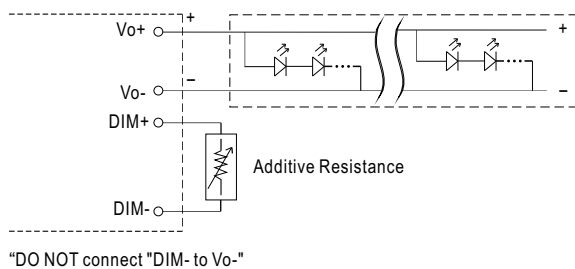 Vo+
+
+
Vo-
−
−
DIM+
Additive Resistance
DIM-
“DO NOT connect "DIM- to Vo-"